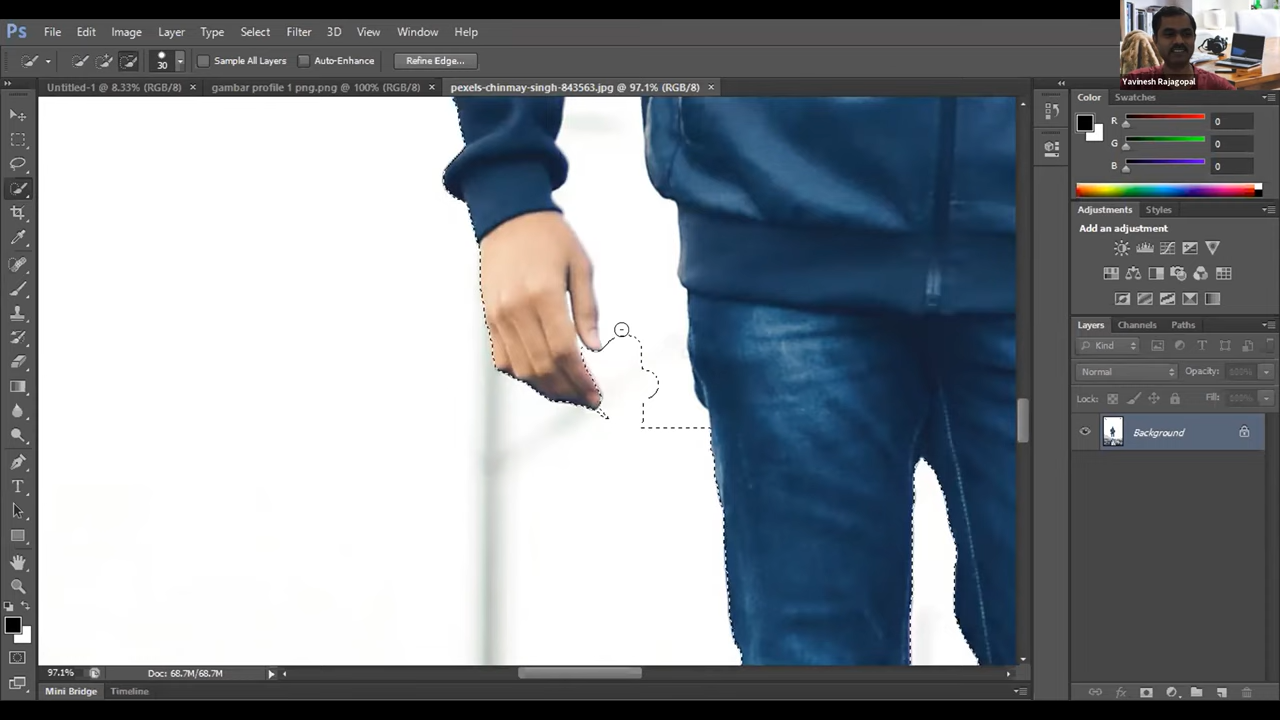 Ps File Edit Image Layer Type Select Filter 3D View Window Help
30 Sample All Layers Auto-Enhance Refine Edge...
Untitled-1 @ 8.33% (RGB/8) × gambar profile 1 png.png @ 100% (RGB/8) × pexels-chinmay-singh-843563.jpg @ 97.1% (RGB/8) ×
Yavinesh Rajagopal
Color Swatches
R 0
G 0
B 0
Adjustments Styles
Add an adjustment
Layers Channels Paths
Kind
Normal Opacity:
Lock: Fill:
Background
97.1% Doc: 68.7M/68.7M
Mini Bridge Timeline